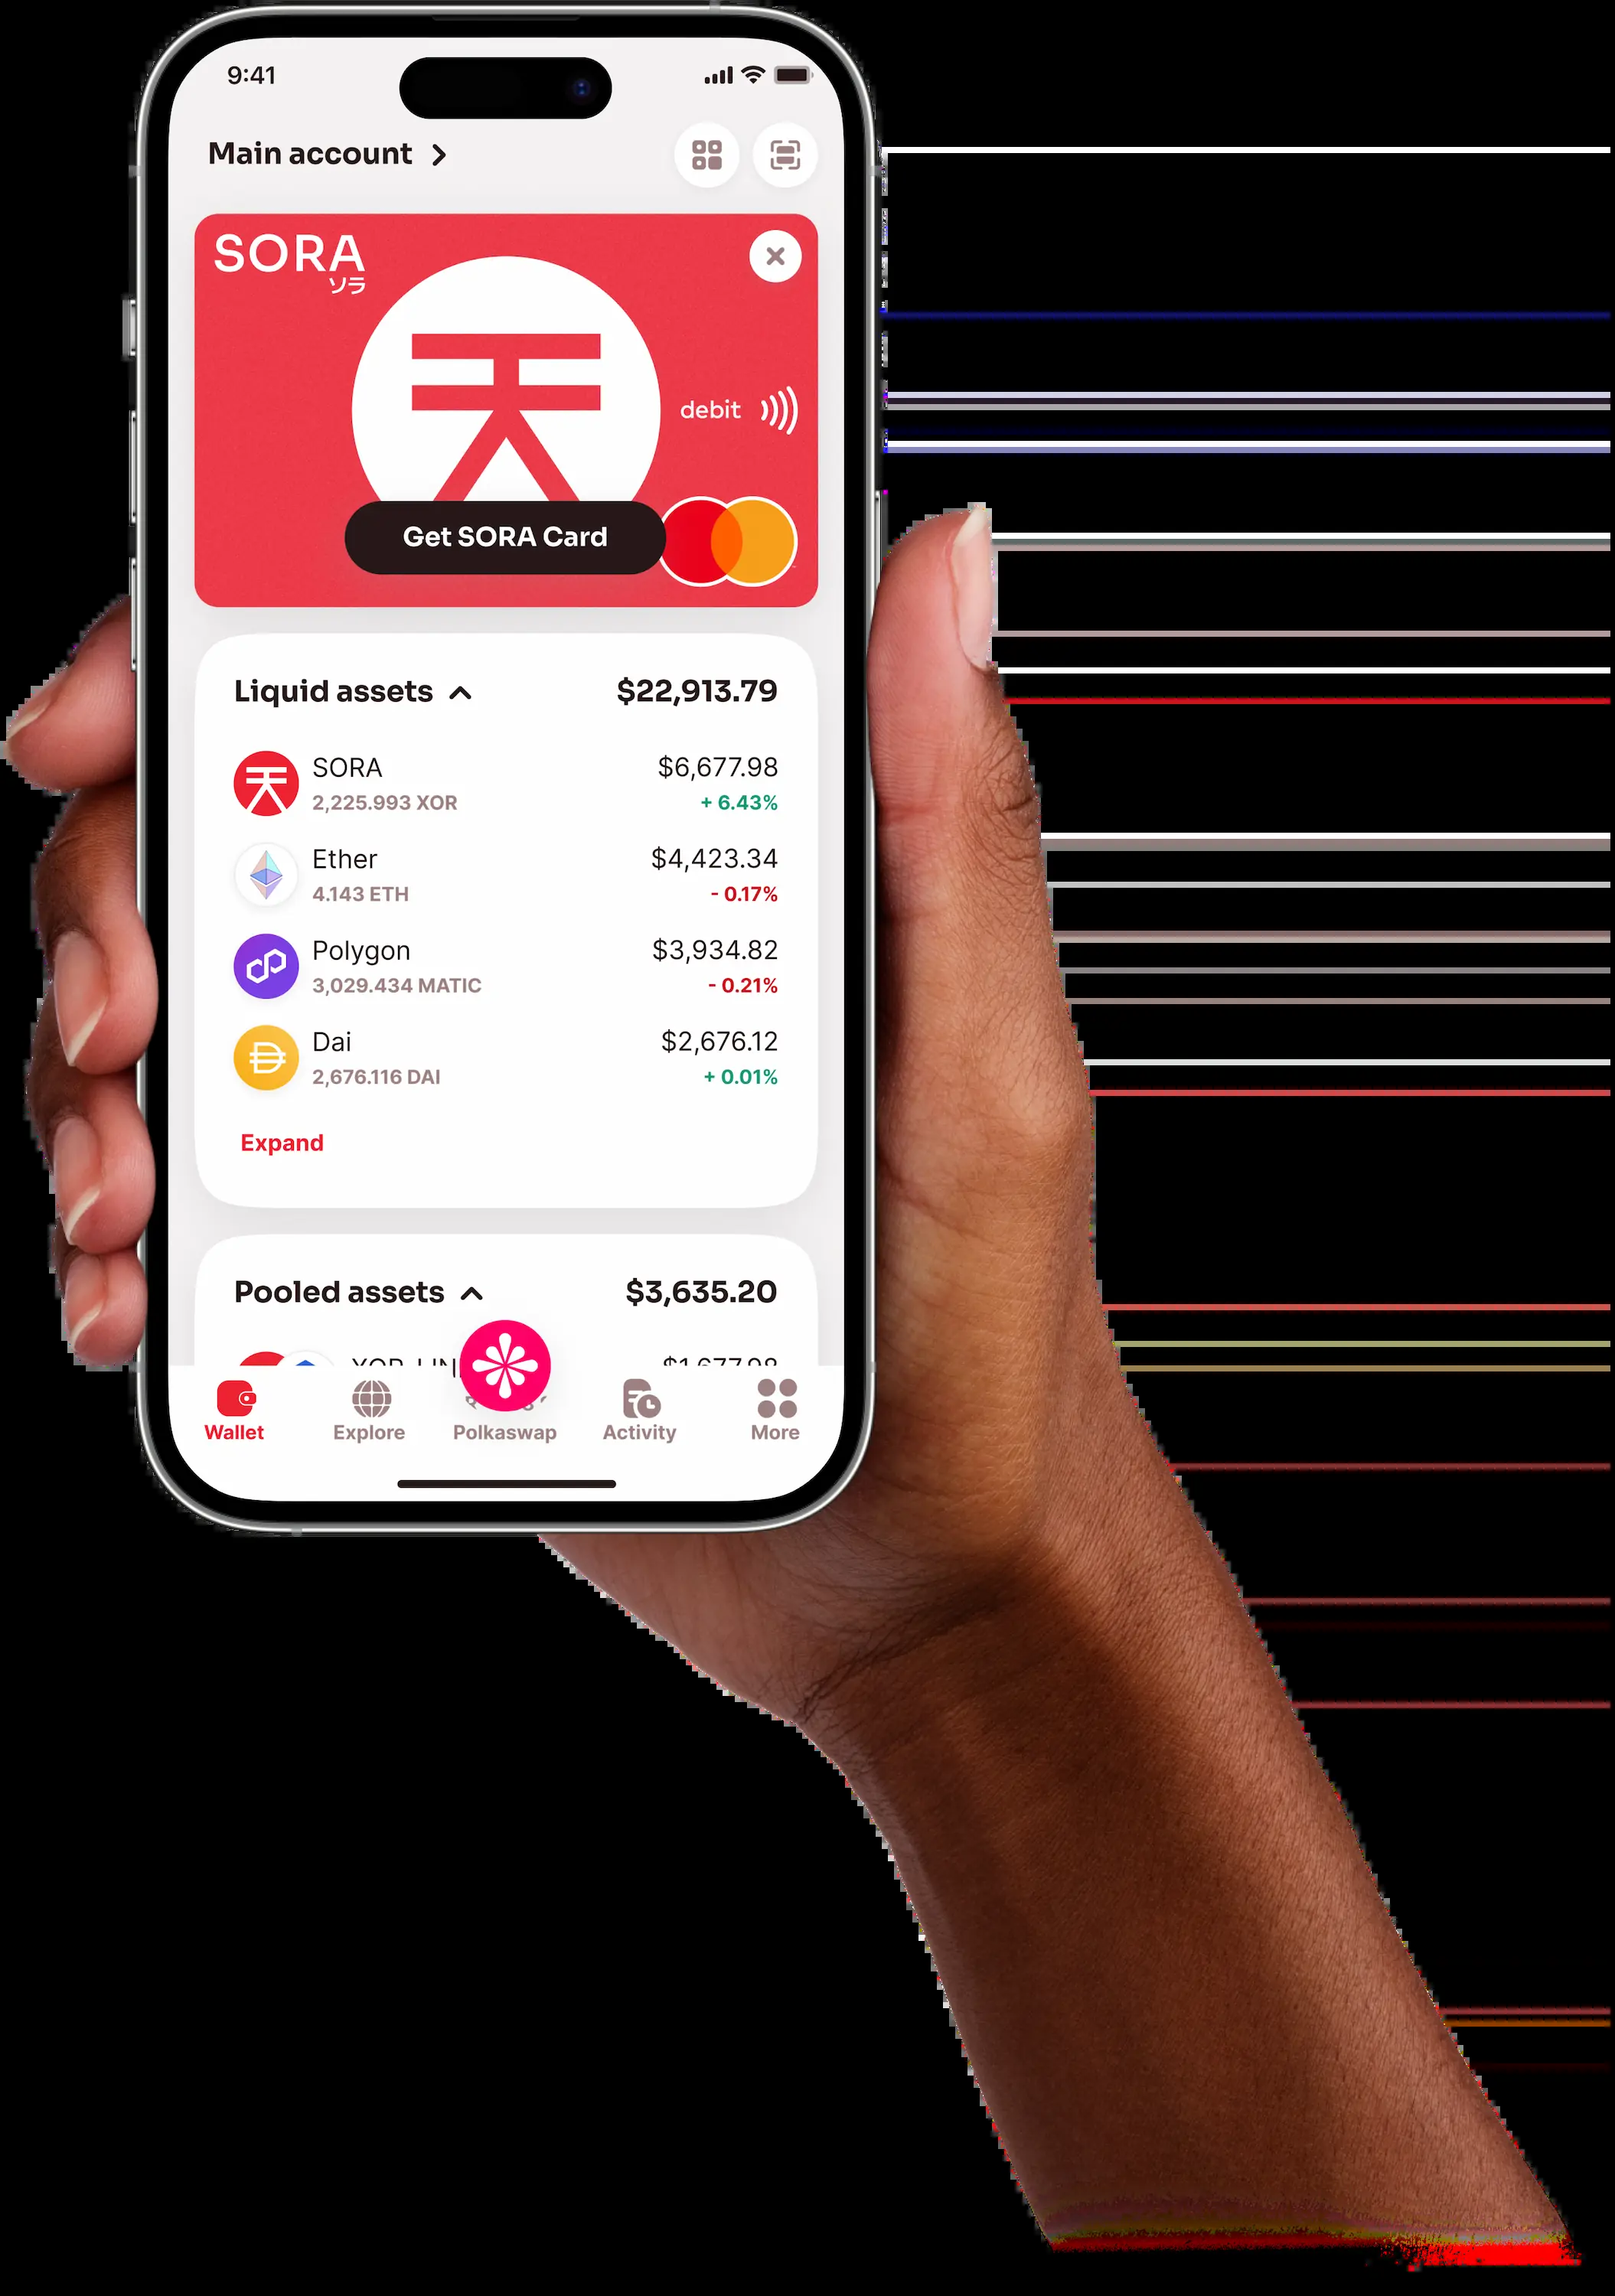 9:41
Main account
SORA
ソラ
debit
Get SORA Card
Liquid assets $22,913.79
SORA $6,677.98
2,225.993 XOR + 6.43%
Ether $4,423.34
4.143 ETH - 0.17%
Polygon $3,934.82
3,029.434 MATIC - 0.21%
Dai $2,676.12
2,676.116 DAI + 0.01%
Expand
Pooled assets $3,635.20
Wallet Explore Polkaswap Activity More